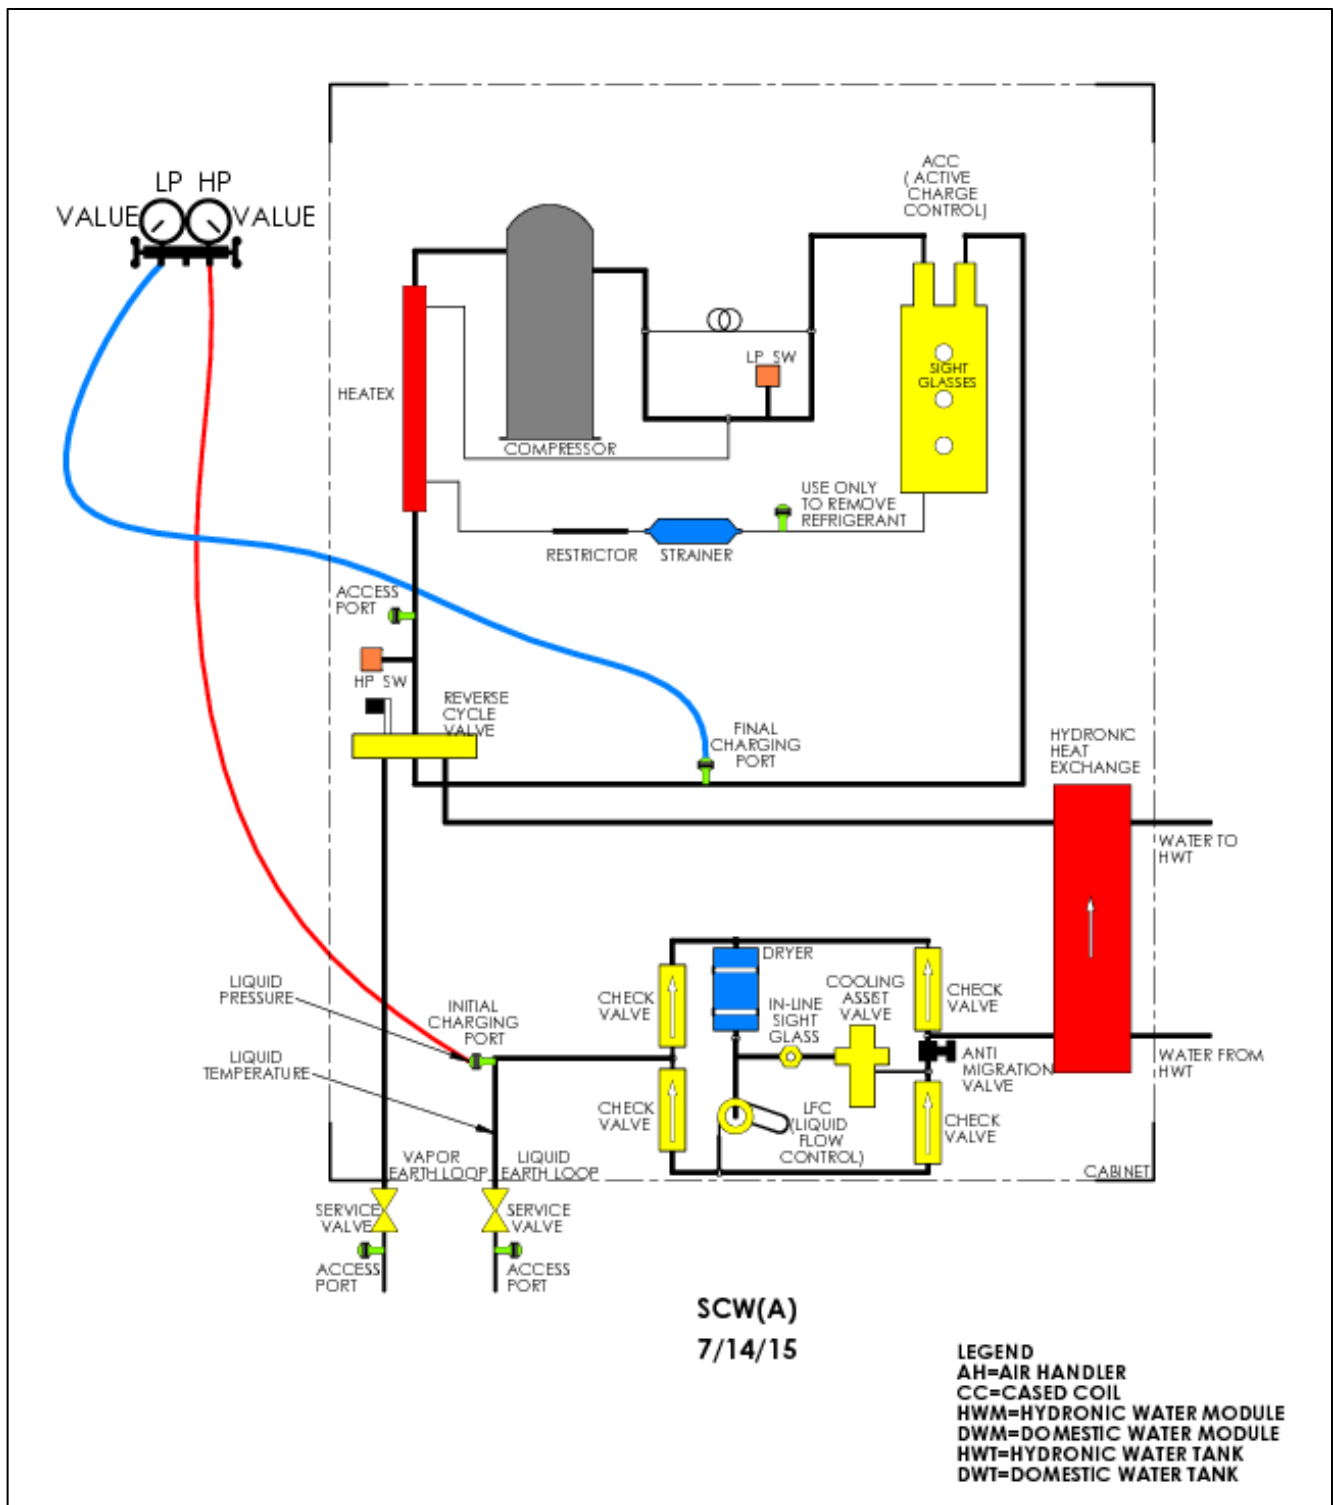 ACC
( ACTIVE
CHARGE
CONTROL)
LP HP
VALUE VALUE
LP SW
SIGHT
GLASSES
HEATEX
COMPRESSOR
USE ONLY
TO REMOVE
REFRIGERANT
RESTRICTOR
STRAINER
ACCESS
PORT
HP SW
REVERSE
CYCLE
VALVE
FINAL
CHARGING
PORT
HYDRONIC
HEAT
EXCHANGE
WATER TO
HWT
DRYER
LIQUID
PRESSURE
INITIAL
CHARGING
PORT
CHECK
VALVE
IN-LINE
SIGHT
GLASS
COOLING
ASSIST
VALVE
CHECK
VALVE
LIQUID
TEMPERATURE
ANTI
MIGRATION
VALVE
WATER FROM
HWT
CHECK
VALVE
LFC
(LIQUID
FLOW
CONTROL)
CHECK
VALVE
VAPOR
EARTH LOOP
LIQUID
EARTH LOOP
CABINET
SERVICE
VALVE
SERVICE
VALVE
ACCESS
PORT
ACCESS
PORT
SCW(A)
7/14/15
LEGEND
AH=AIR HANDLER
CC=CASED COIL
HWM=HYDRONIC WATER MODULE
DWM=DOMESTIC WATER MODULE
HWT=HYDRONIC WATER TANK
DWT=DOMESTIC WATER TANK